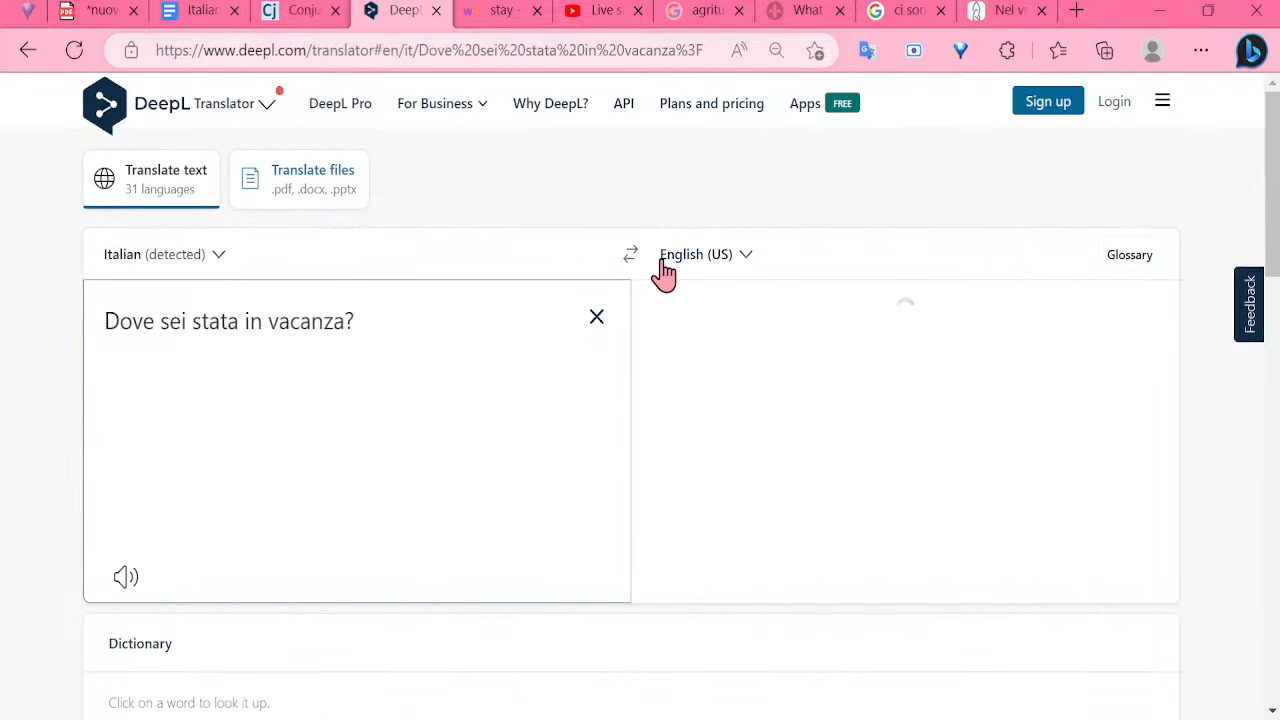 *nuov
Italiar
Conju
Deepl
stay -
Live s
agritu
What
ci son
Nel vi
https://www.deepl.com/translator#en/it/Dove%20sei%20stata%20in%20vacanza%3F
DeepL Translator
DeepL Pro
For Business
Why DeepL?
API
Plans and pricing
Apps FREE
Sign up
Login
Translate text
31 languages
Translate files
.pdf, .docx, .pptx
Italian (detected)
English (US)
Glossary
Dove sei stata in vacanza?
Feedback
Dictionary
Click on a word to look it up.